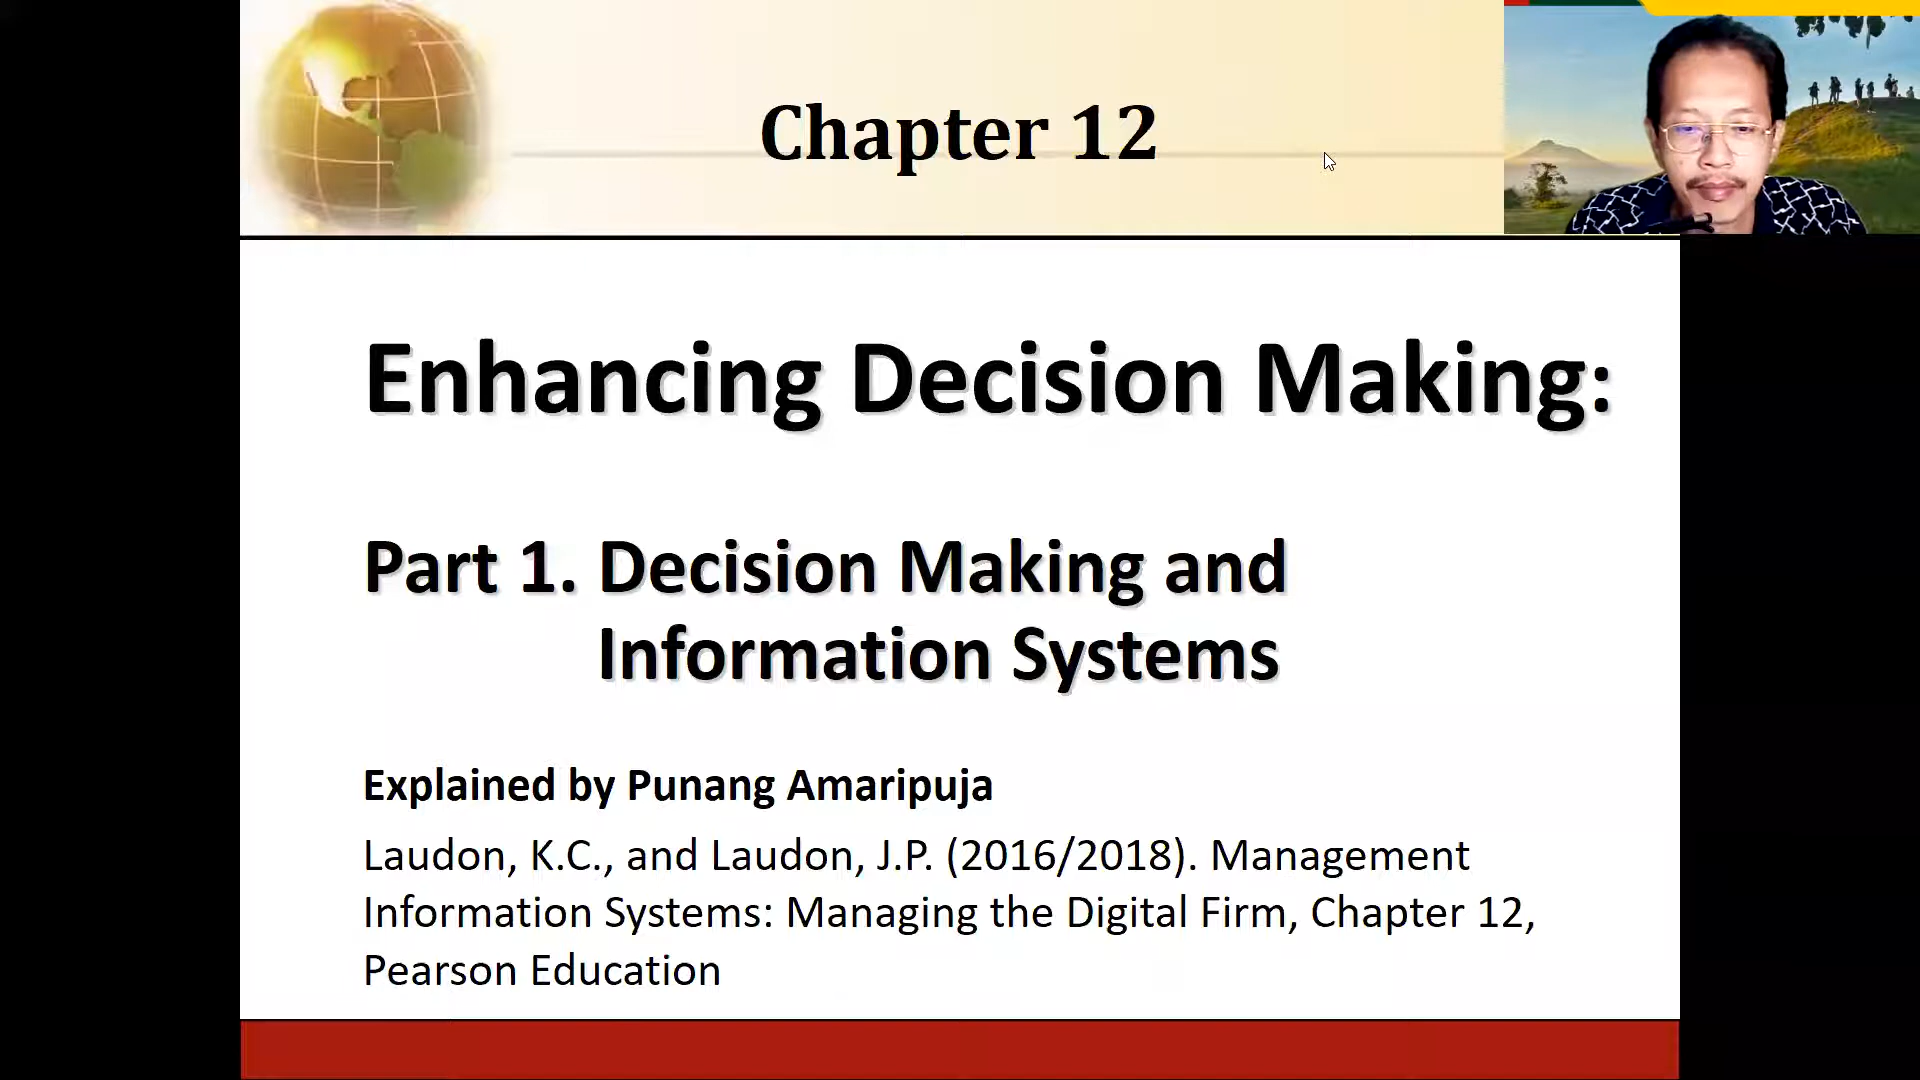 Chapter 12
Enhancing Decision Making:
Part 1. Decision Making and
Information Systems
Explained by Punang Amaripuja
Laudon, K.C., and Laudon, J.P. (2016/2018). Management
Information Systems: Managing the Digital Firm, Chapter 12,
Pearson Education